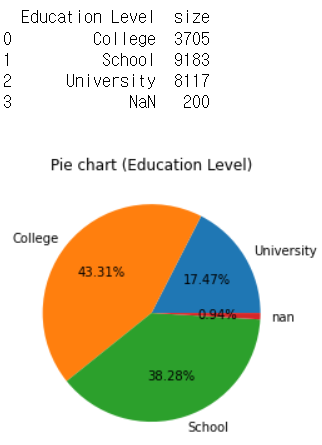 Education Level size
0 College 3705
1 School 9183
2 University 8117
3 NaN 200
Pie chart (Education Level)
College
University
43.31%
17.47%
0.94%
nan
38.28%
School